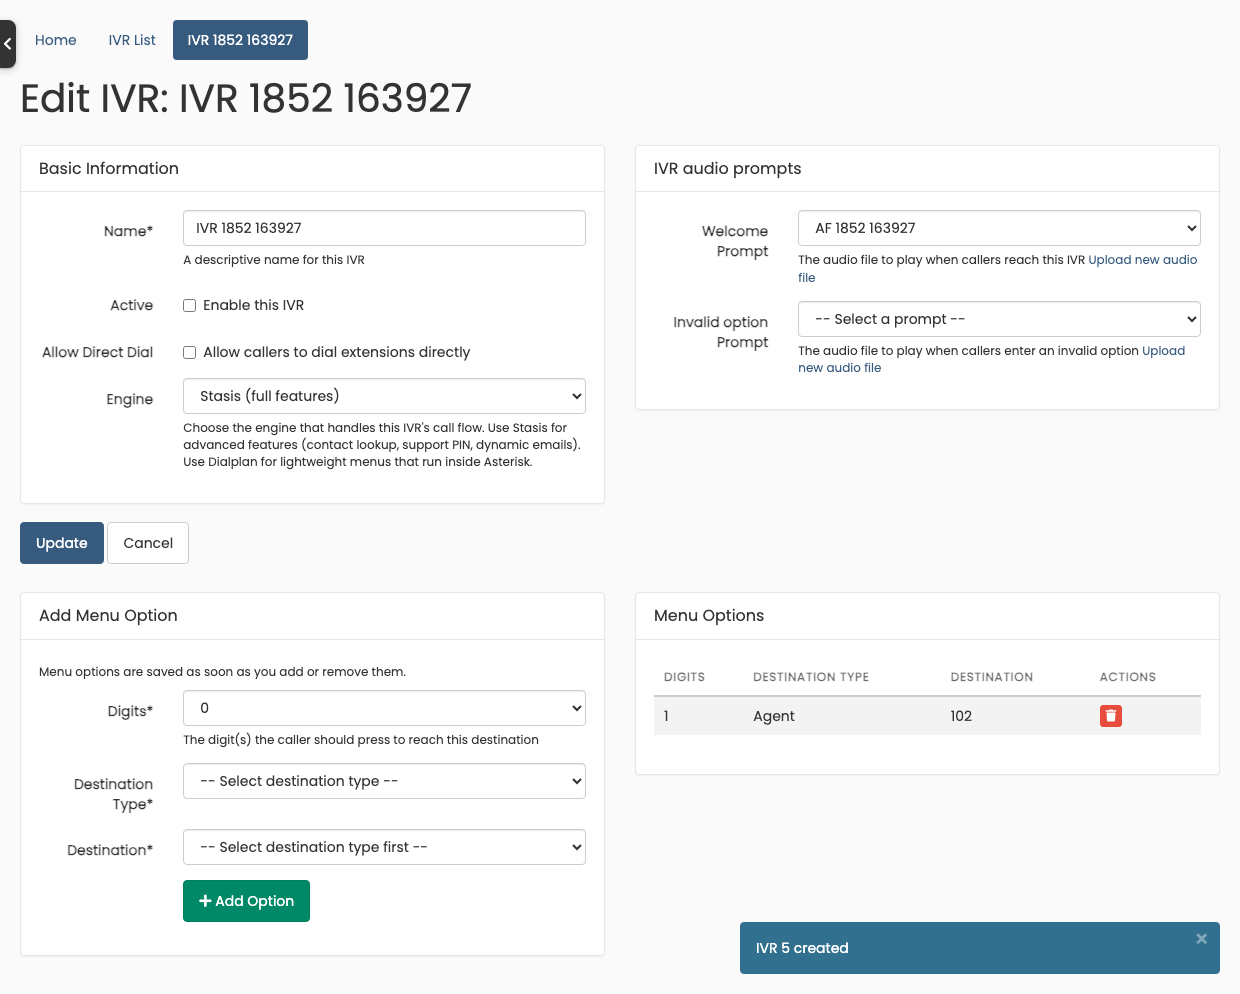 Home
IVR List
IVR 1852 163927
Edit IVR: IVR 1852 163927
Basic Information
Name*
IVR 1852 163927
A descriptive name for this IVR
Active
Enable this IVR
Allow Direct Dial
Allow callers to dial extensions directly
Engine
Stasis (full features)
Choose the engine that handles this IVR's call flow. Use Stasis for
advanced features (contact lookup, support PIN, dynamic emails).
Use Dialplan for lightweight menus that run inside Asterisk.
IVR audio prompts
Welcome
Prompt
AF 1852 163927
The audio file to play when callers reach this IVR Upload new audio
file
Invalid option
Prompt
-- Select a prompt --
The audio file to play when callers enter an invalid option Upload
new audio file
Update
Cancel
Add Menu Option
Menu options are saved as soon as you add or remove them.
Digits*
0
The digit(s) the caller should press to reach this destination
Destination
Type*
-- Select destination type --
Destination*
-- Select destination type first --
Add Option
Menu Options
DIGITS DESTINATION TYPE DESTINATION ACTIONS
1 Agent 102
IVR 5 created